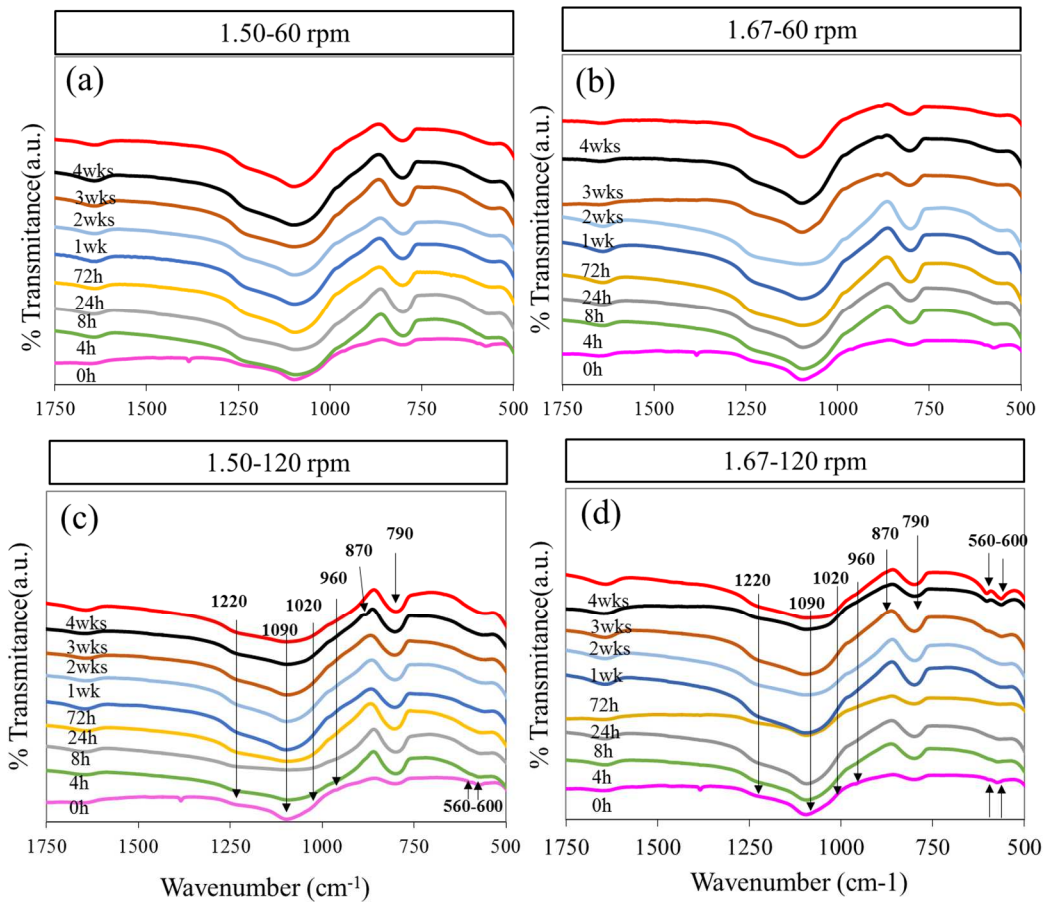 1.50-60 rpm
(a)
% Transmitance(a.u.)
4wks
3wks
2wks
1wk
72h
24h
8h
4h
0h
1750 1500 1250 1000 750 500
1.67-60 rpm
(b)
% Transmitance(a.u.)
4wks
3wks
2wks
1wk
72h
24h
8h
4h
0h
1750 1500 1250 1000 750 500
1.50-120 rpm
(c)
% Transmitance(a.u.)
790
870
960
1020
1220
1090
4wks
3wks
2wks
1wk
72h
24h
8h
4h
0h
560-600
1750 1500 1250 1000 750 500
Wavenumber (cm-1)
1.67-120 rpm
(d)
% Transmitance(a.u.)
790
870
560-600
960
1020
1220
1090
4wks
3wks
2wks
1wk
72h
24h
8h
4h
0h
1750 1500 1250 1000 750 500
Wavenumber (cm-1)